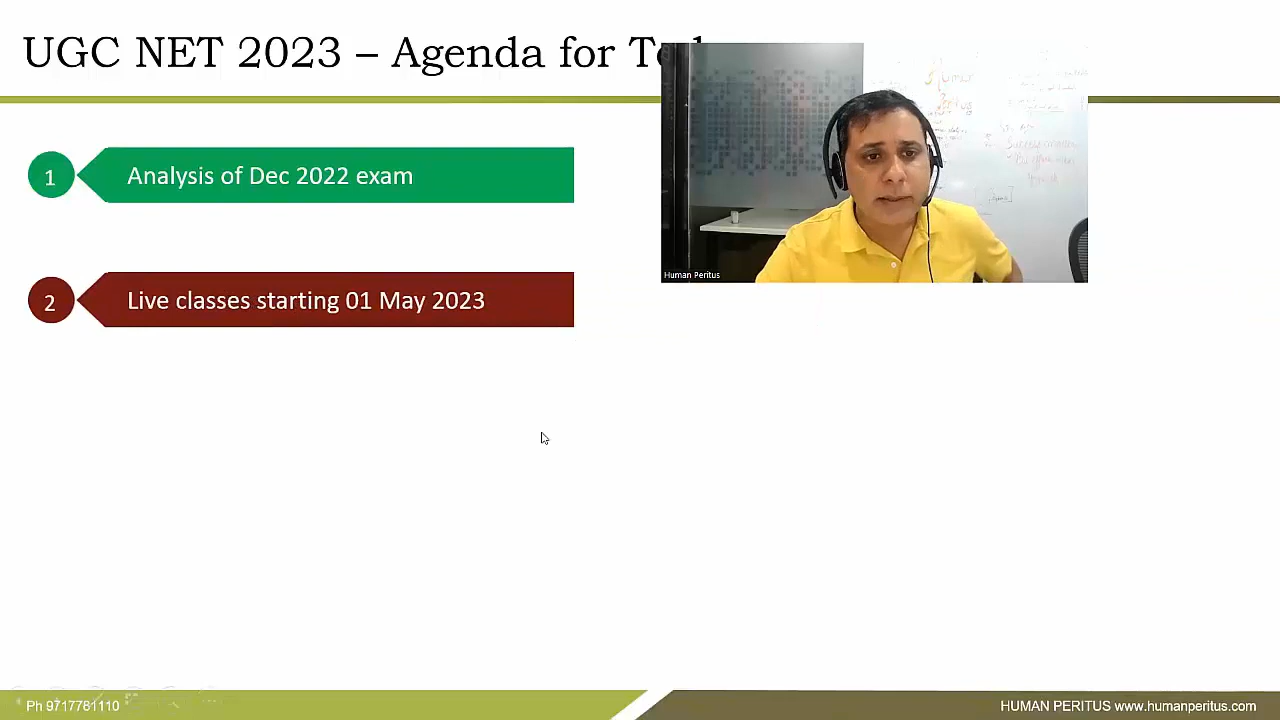 UGC NET 2023 – Agenda for
1
Analysis of Dec 2022 exam
2
Live classes starting 01 May 2023
Human Peritus
Ph 9717781110
HUMAN PERITUS www.humanperitus.com